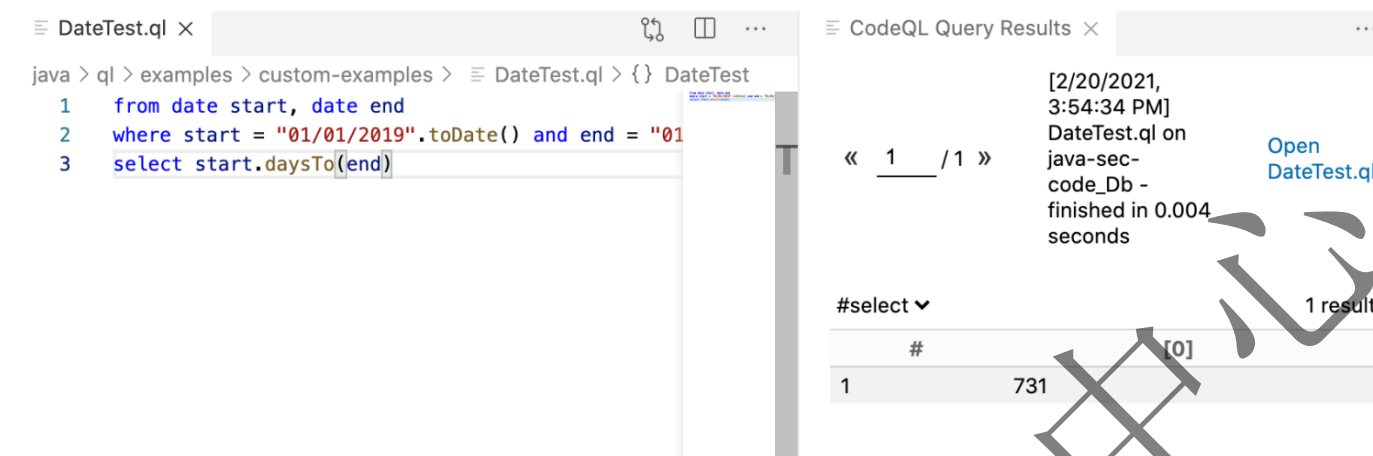 DateTest.ql
java > ql > examples > custom-examples > DateTest.ql > {} DateTest
1 from date start, date end
2 where start = "01/01/2019".toDate() and end = "01
3 select start.daysTo(end)
CodeQL Query Results
« 1 / 1 »
[2/20/2021,
3:54:34 PM]
DateTest.ql on
java-sec-
code_Db -
finished in 0.004
seconds
Open
DateTest.ql
#select
1 result
# [0]
1 731
心